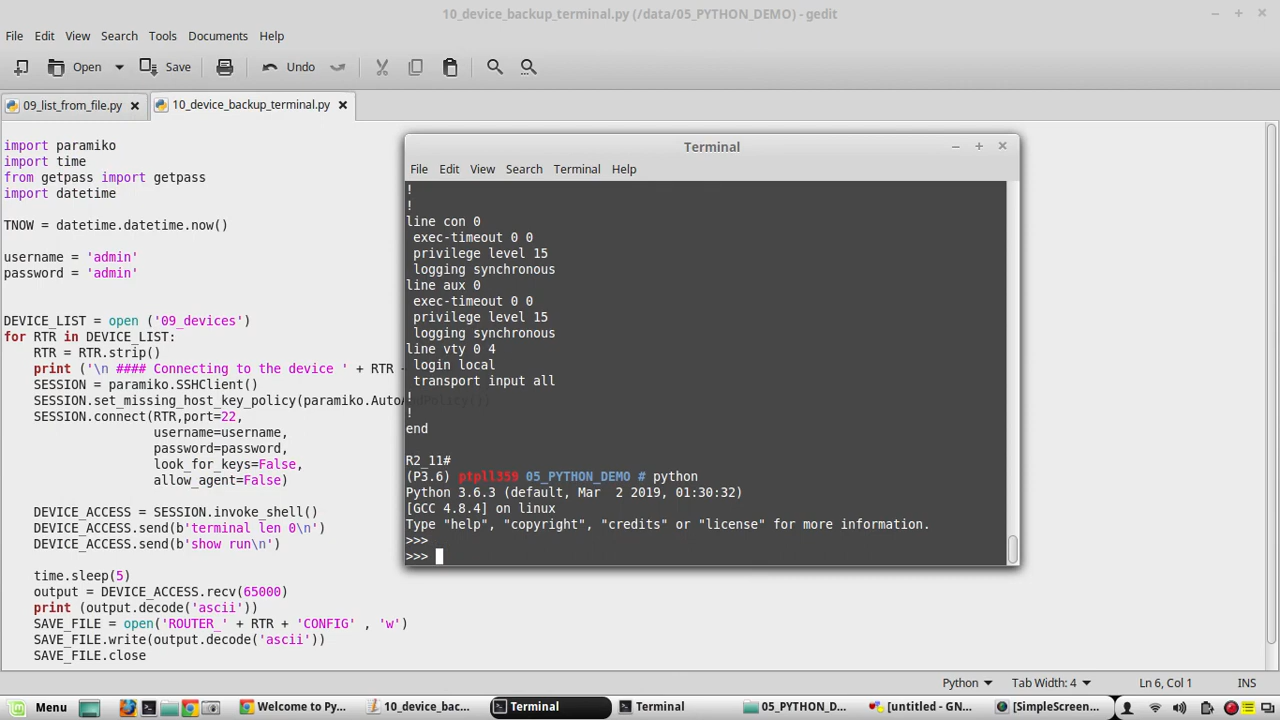 10_device_backup_terminal.py (/data/05_PYTHON_DEMO) - gedit
File Edit View Search Tools Documents Help
Open Save Undo
09_list_from_file.py 10_device_backup_terminal.py
import paramiko
import time
from getpass import getpass
import datetime
TNOW = datetime.datetime.now()
username = 'admin'
password = 'admin'
DEVICE_LIST = open ('09_devices')
for RTR in DEVICE_LIST:
RTR = RTR.strip()
print ('\n #### Connecting to the device ' + RTR
SESSION = paramiko.SSHClient()
SESSION.set_missing_host_key_policy(paramiko.AutoAddPolicy())
SESSION.connect(RTR,port=22,
username=username,
password=password,
look_for_keys=False,
allow_agent=False)
DEVICE_ACCESS = SESSION.invoke_shell()
DEVICE_ACCESS.send(b'terminal len 0\n')
DEVICE_ACCESS.send(b'show run\n')
time.sleep(5)
output = DEVICE_ACCESS.recv(65000)
print (output.decode('ascii'))
SAVE_FILE = open('ROUTER_' + RTR + 'CONFIG' , 'w')
SAVE_FILE.write(output.decode('ascii'))
SAVE_FILE.close
Terminal
File Edit View Search Terminal Help
!
!
line con 0
exec-timeout 0 0
privilege level 15
logging synchronous
line aux 0
exec-timeout 0 0
privilege level 15
logging synchronous
line vty 0 4
login local
transport input all
!
!
end
R2_11#
(P3.6) ptpll359 05_PYTHON_DEMO # python
Python 3.6.3 (default, Mar  2 2019, 01:30:32)
[GCC 4.8.4] on linux
Type "help", "copyright", "credits" or "license" for more information.
>>>
>>>
Python Tab Width: 4 Ln 6, Col 1 INS
Menu Welcome to Py... 10_device_bac... Terminal Terminal 05_PYTHON_D... [untitled - GN... [SimpleScreen...